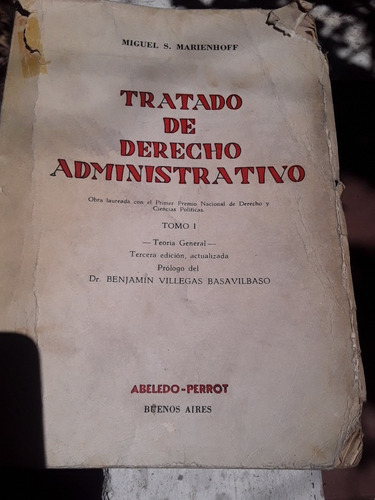 MIGUEL S. MARIENHOFF
TRATADO
DE
DERECHO
ADMINISTRATIVO
Obra laureada con el Primer Premio Nacional de Derecho y
Ciencias Políticas.
TOMO I
— Teoría General —
Tercera edición, actualizada
Prólogo del
Dr. BENJAMÍN VILLEGAS BASAVILBASO
ABELEDO-PERROT
BUENOS AIRES